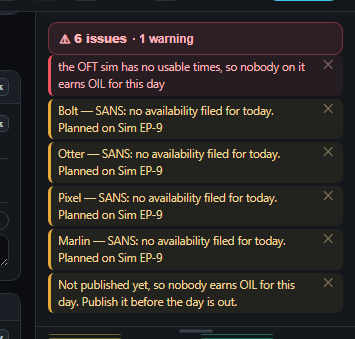 ⚠ 6 issues · 1 warning
the OFT sim has no usable times, so nobody on it
earns OIL for this day
Bolt — SANS: no availability filed for today.
Planned on Sim EP-9
Otter — SANS: no availability filed for today.
Planned on Sim EP-9
Pixel — SANS: no availability filed for today.
Planned on Sim EP-9
Marlin — SANS: no availability filed for today.
Planned on Sim EP-9
Not published yet, so nobody earns OIL for this
day. Publish it before the day is out.